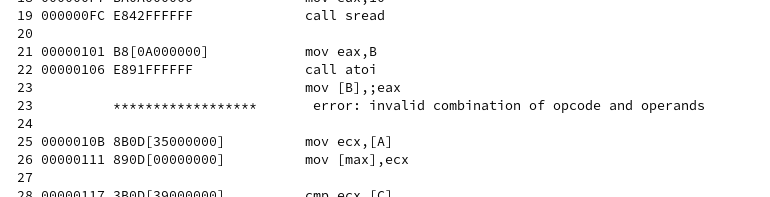 19 000000FC E842FFFFFF call sread
20
21 00000101 B8[0A000000] mov eax,B
22 00000106 E891FFFFFF call atoi
23 mov [B],;eax
23 ****************** error: invalid combination of opcode and operands
24
25 0000010B 8B0D[35000000] mov ecx,[A]
26 00000111 890D[00000000] mov [max],ecx
27
28 00000117 3B0D[39000000] cmp ecx,[C]